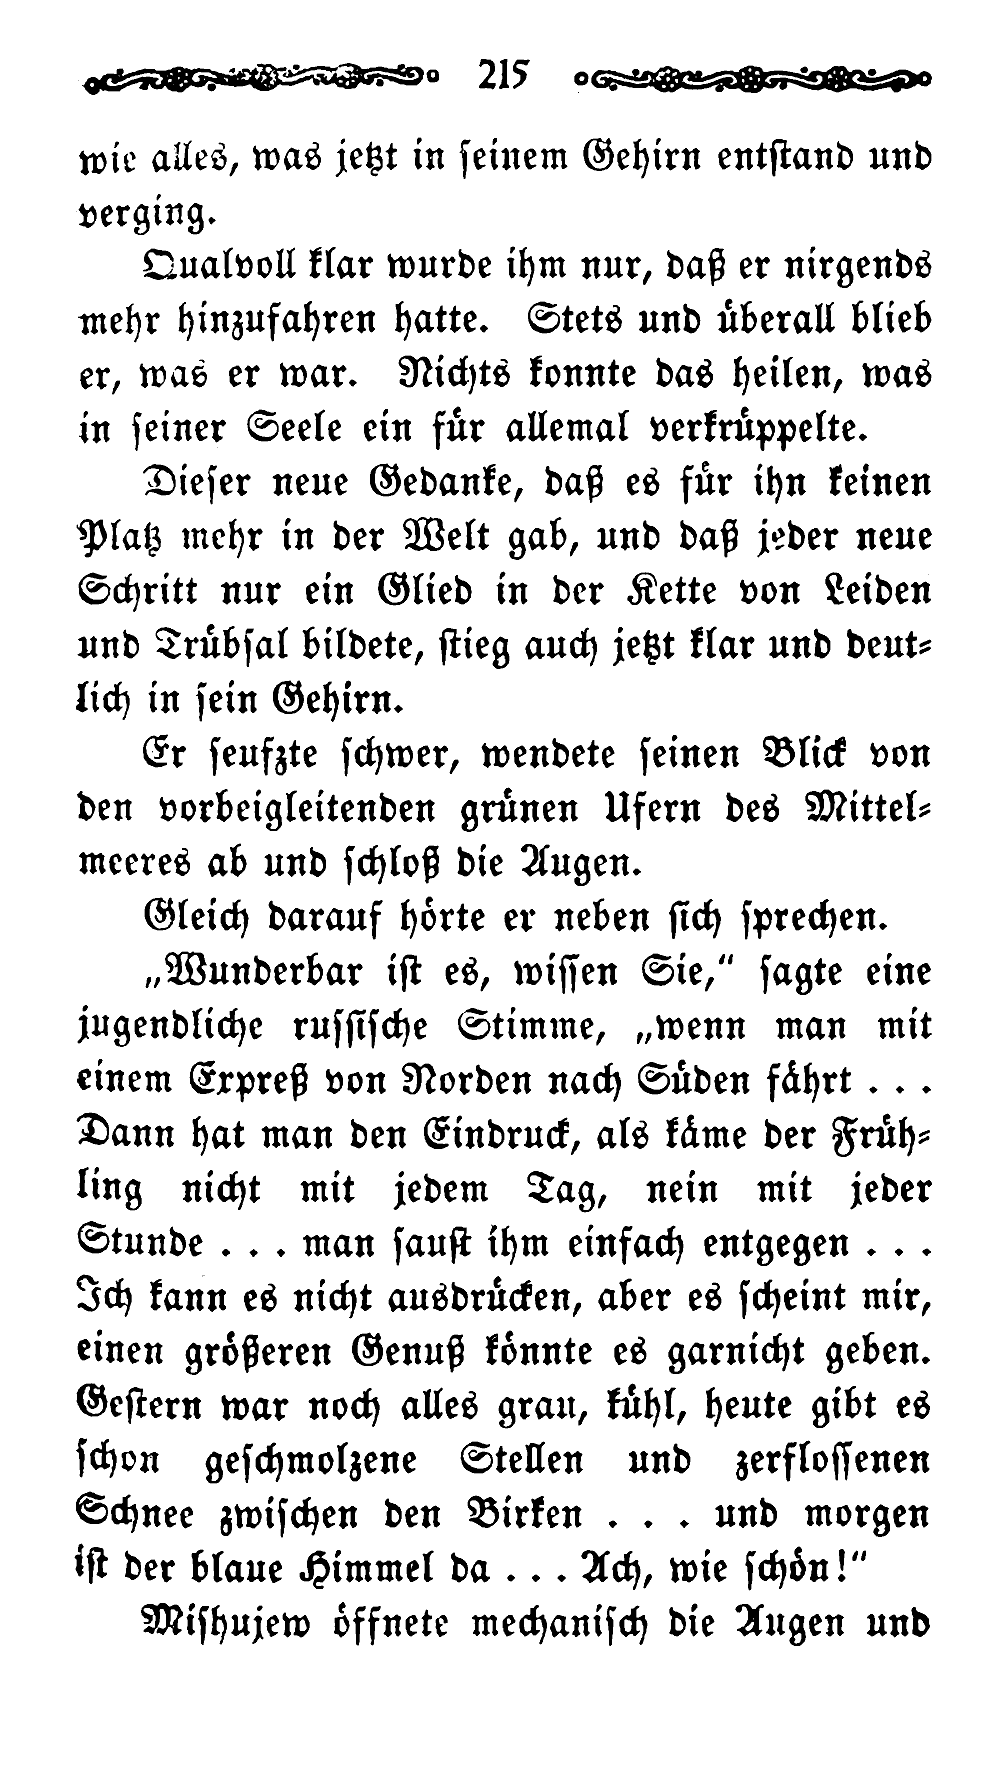 215
wie alles, was jetzt in seinem Gehirn entstand und
verging.
Qualvoll klar wurde ihm nur, daß er nirgends
mehr hinzufahren hatte. Stets und überall blieb
er, was er war. Nichts konnte das heilen, was
in seiner Seele ein für allemal verkrüppelte.
Dieser neue Gedanke, daß es für ihn keinen
Platz mehr in der Welt gab, und daß jeder neue
Schritt nur ein Glied in der Kette von Leiden
und Trübsal bildete, stieg auch jetzt klar und deut-
lich in sein Gehirn.
Er seufzte schwer, wendete seinen Blick von
den vorbeigleitenden grünen Ufern des Mittel-
meeres ab und schloß die Augen.
Gleich darauf hörte er neben sich sprechen.
„Wunderbar ist es, wissen Sie,“ sagte eine
jugendliche russische Stimme, „wenn man mit
einem Expreß von Norden nach Süden fährt . . .
Dann hat man den Eindruck, als käme der Früh-
ling nicht mit jedem Tag, nein mit jeder
Stunde . . . man saust ihm einfach entgegen . . .
Ich kann es nicht ausdrücken, aber es scheint mir,
einen größeren Genuß könnte es garnicht geben.
Gestern war noch alles grau, kühl, heute gibt es
schon geschmolzene Stellen und zerflossenen
Schnee zwischen den Birken . . . und morgen
ist der blaue Himmel da . . . Ach, wie schön!“
Mishujew öffnete mechanisch die Augen und